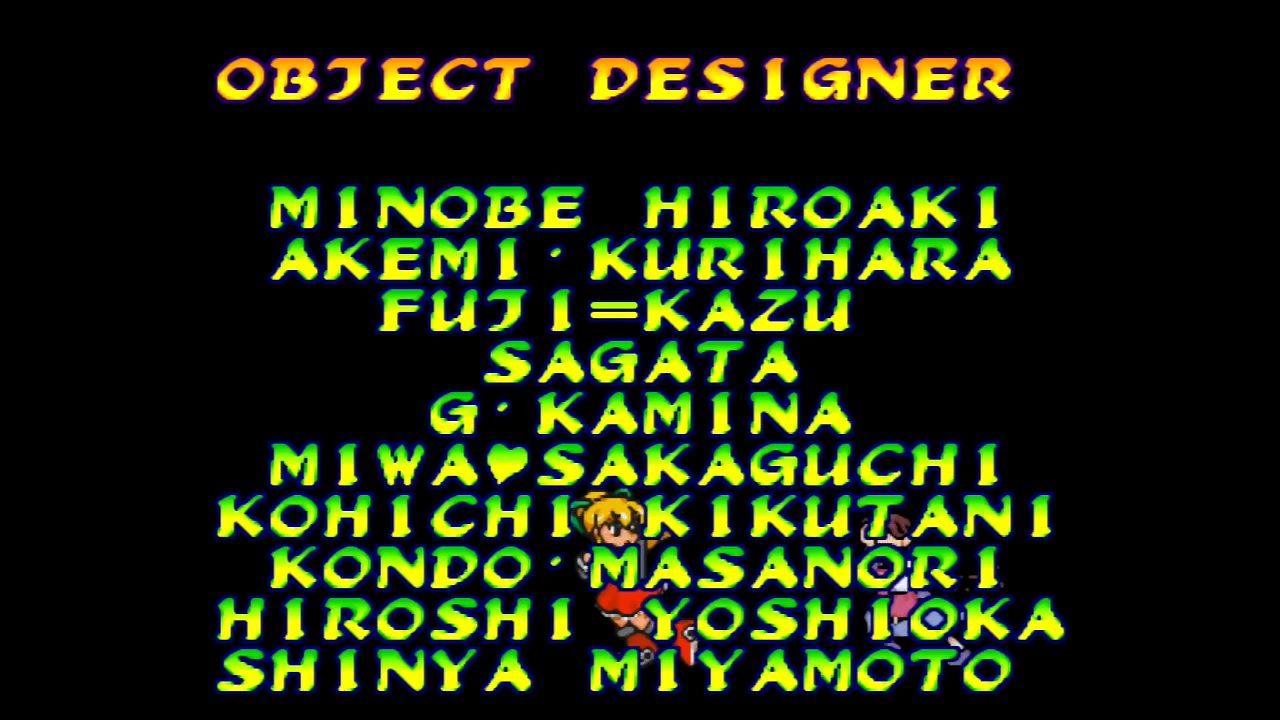 OBJECT DESIGNER
MINOBE HIROAKI
AKEMI・KURIHARA
FUJI=KAZU
SAGATA
G・KAMINA
MIWA♥SAKAGUCHI
KOHICHI KIKUTANI
KONDO・MASANORI
HIROSHI YOSHIOKA
SHINYA MIYAMOTO